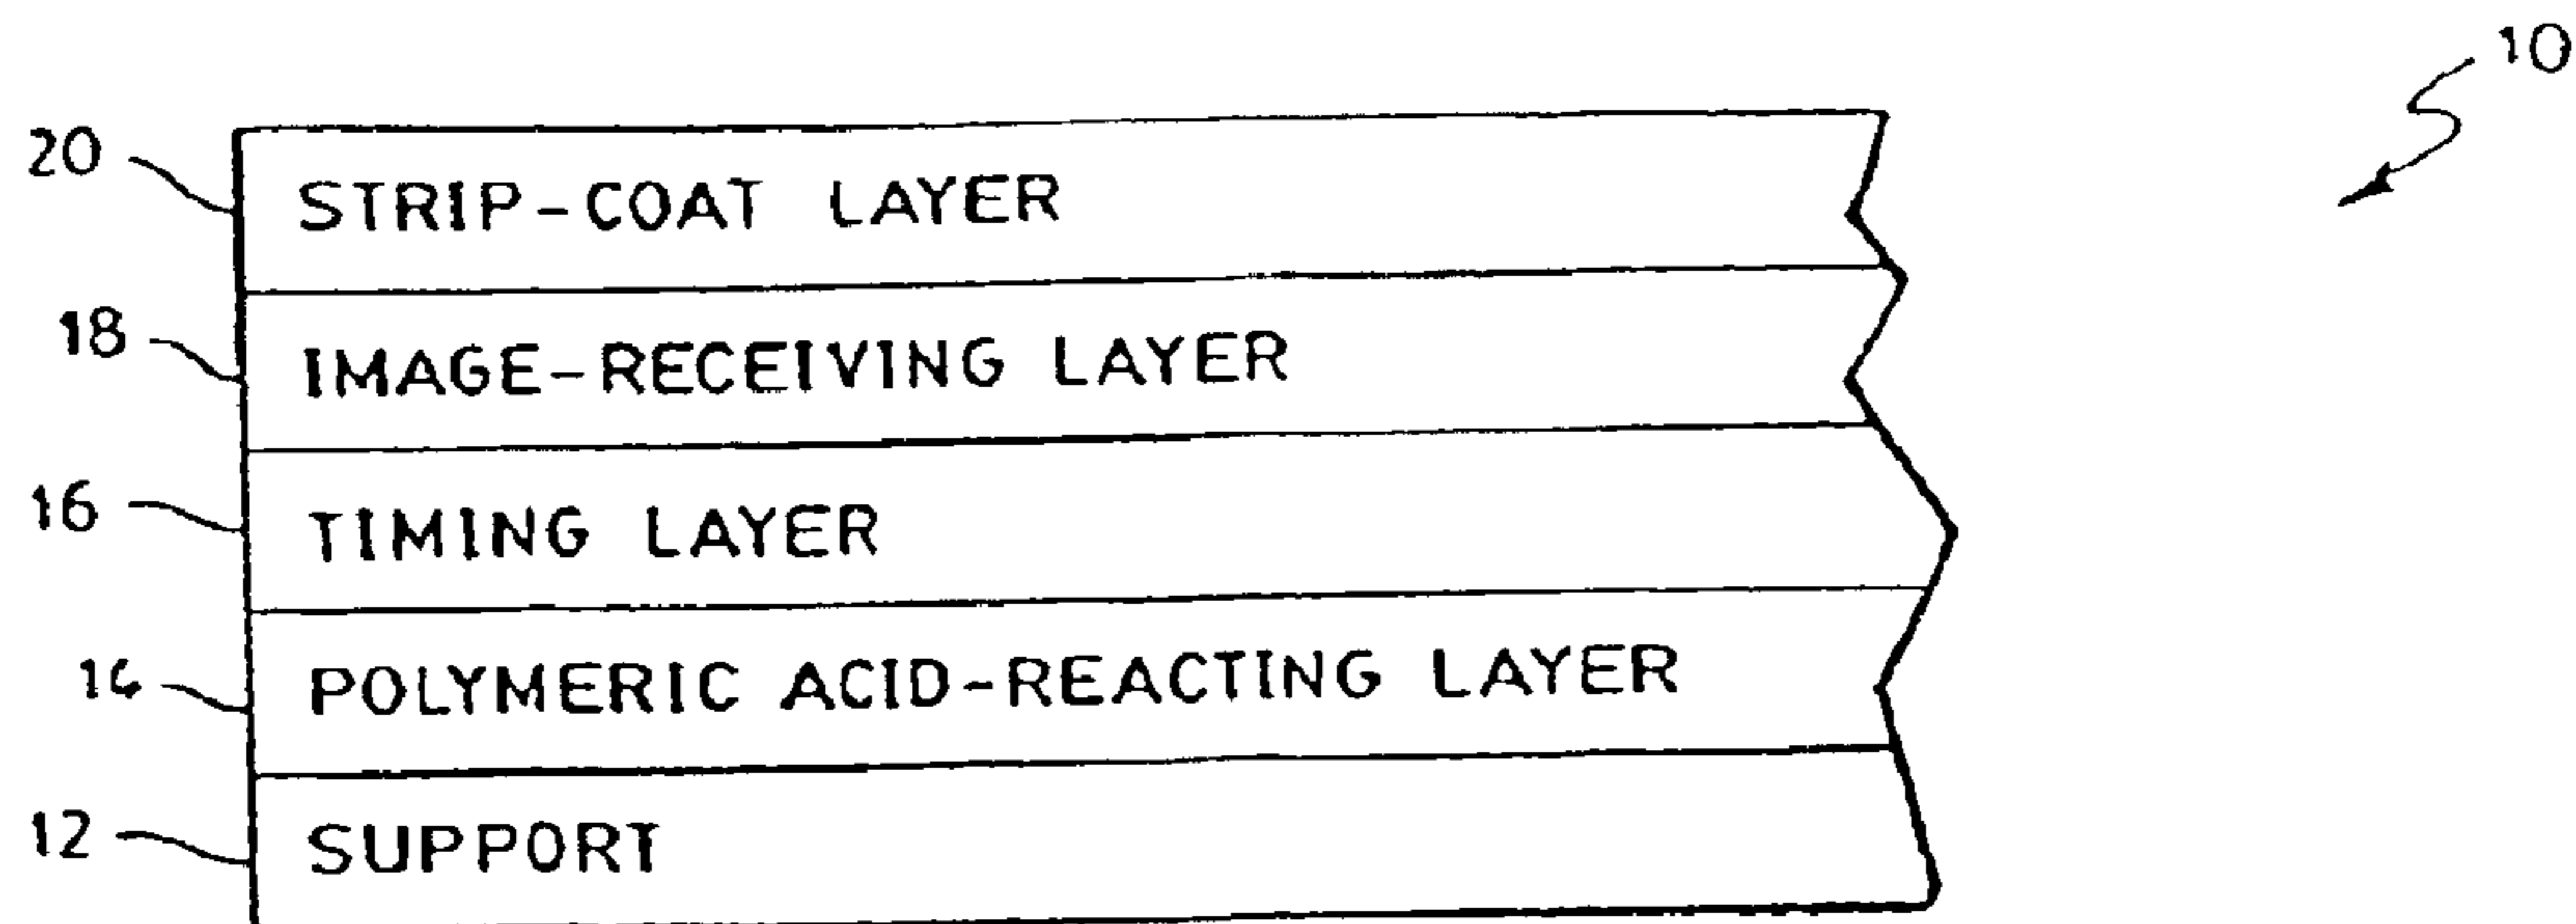 10
20 STRIP-COAT LAYER
18 IMAGE-RECEIVING LAYER
16 TIMING LAYER
14 POLYMERIC ACID-REACTING LAYER
12 SUPPORT